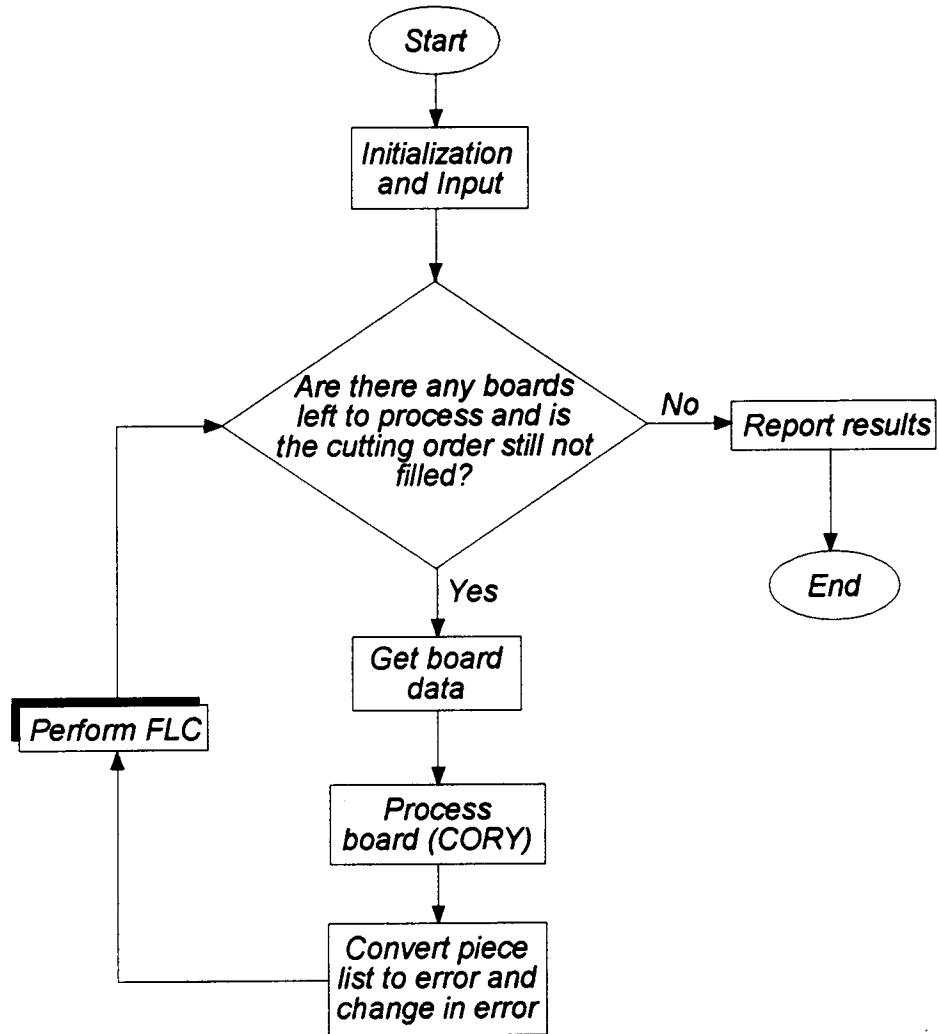 Start
Initialization
and Input
Are there any boards
left to process and is
the cutting order still not
filled?
No
Report results
End
Yes
Get board
data
Process
board (CORY)
Convert piece
list to error and
change in error
Perform FLC